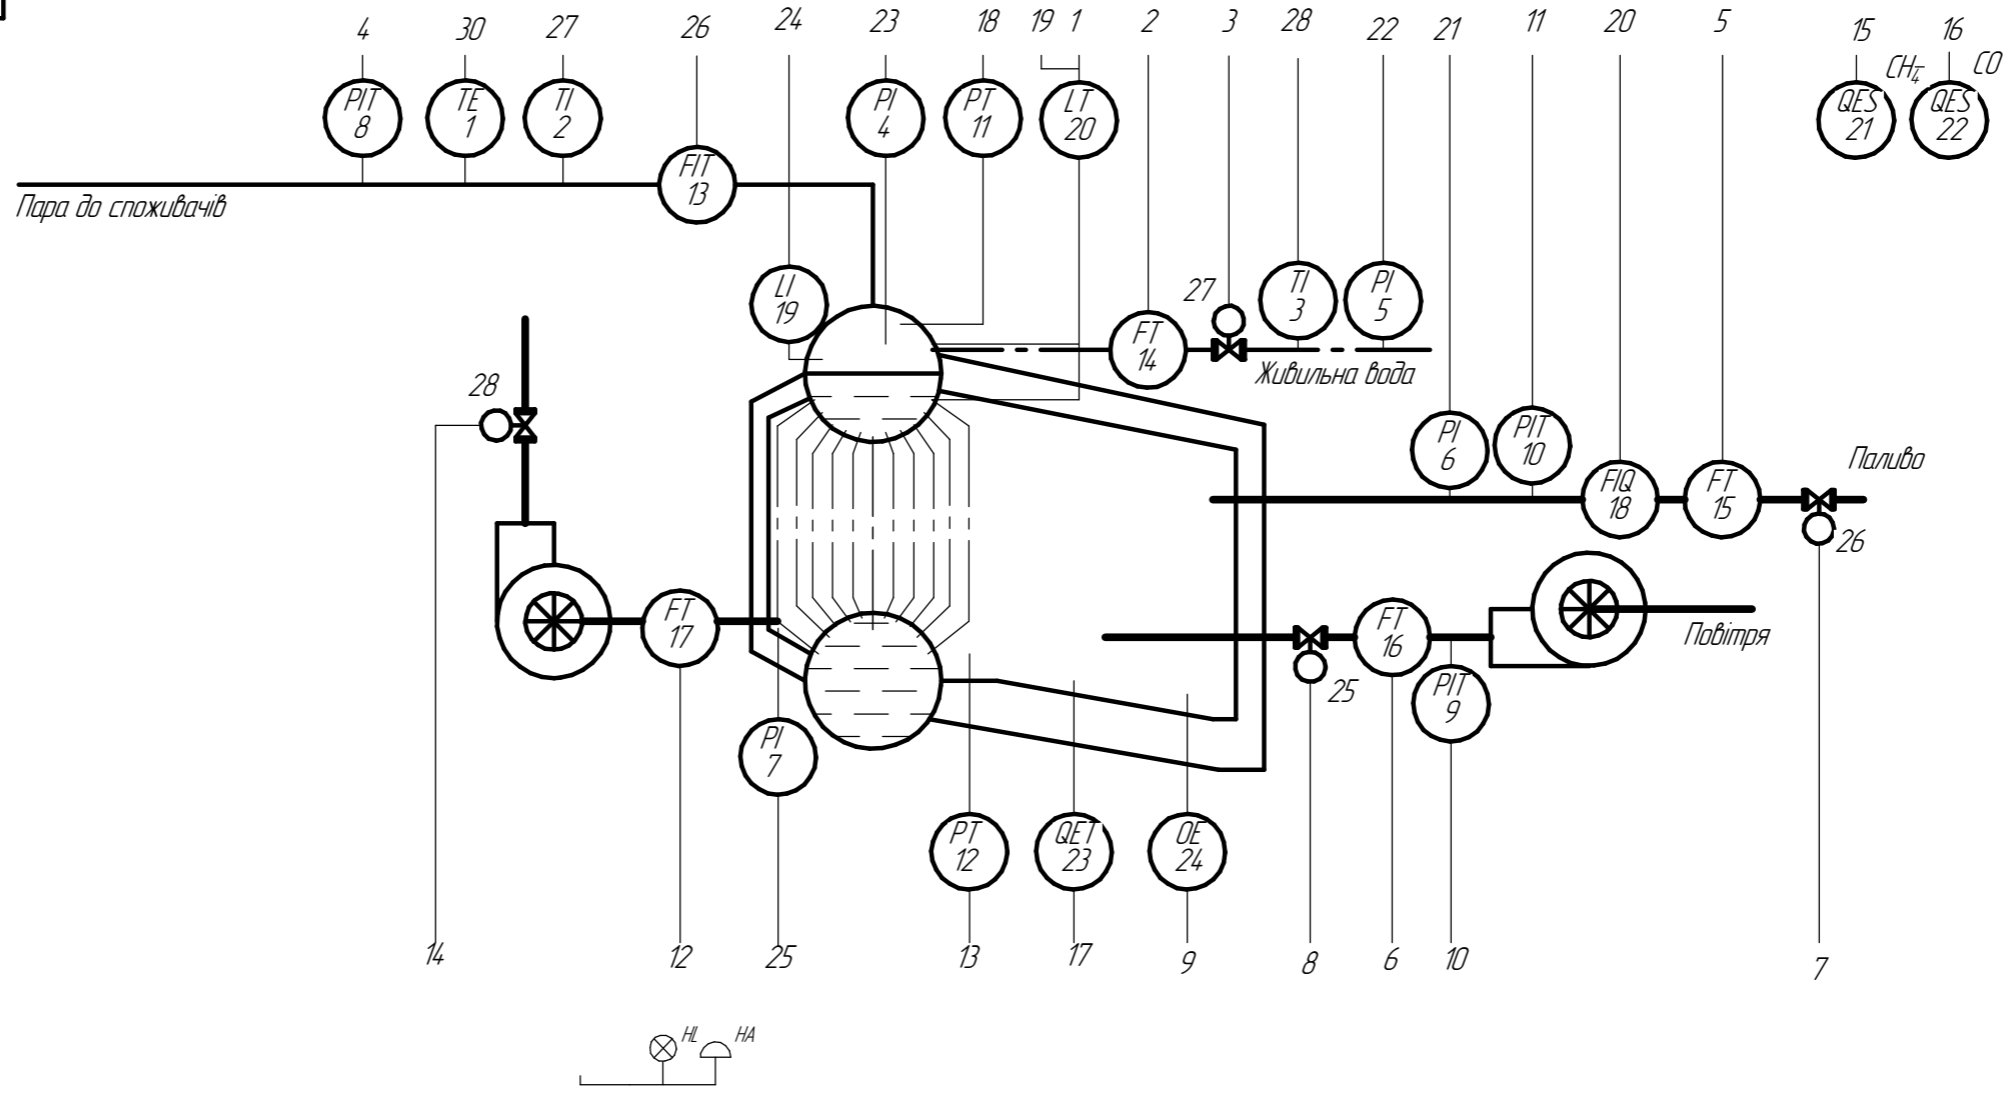 4 30 27 26 24 23 18 19 1 2 3 28 22 21 11 20 5 15 16
CH4 CO
PIT 8
TE 1
TI 2
PI 4
PT 11
LT 20
QES 21
QES 22
FIT 13
Пара до споживачів
LI 19
27
TI 3
PI 5
FT 14
Живильна вода
28
PI 6
PIT 10
FIQ 18
FT 15
Паливо
26
FT 17
FT 16
Повітря
25
PIT 9
PI 7
PT 12
QET 23
OE 24
14 12 25 13 17 9 8 6 10 7
HL HA